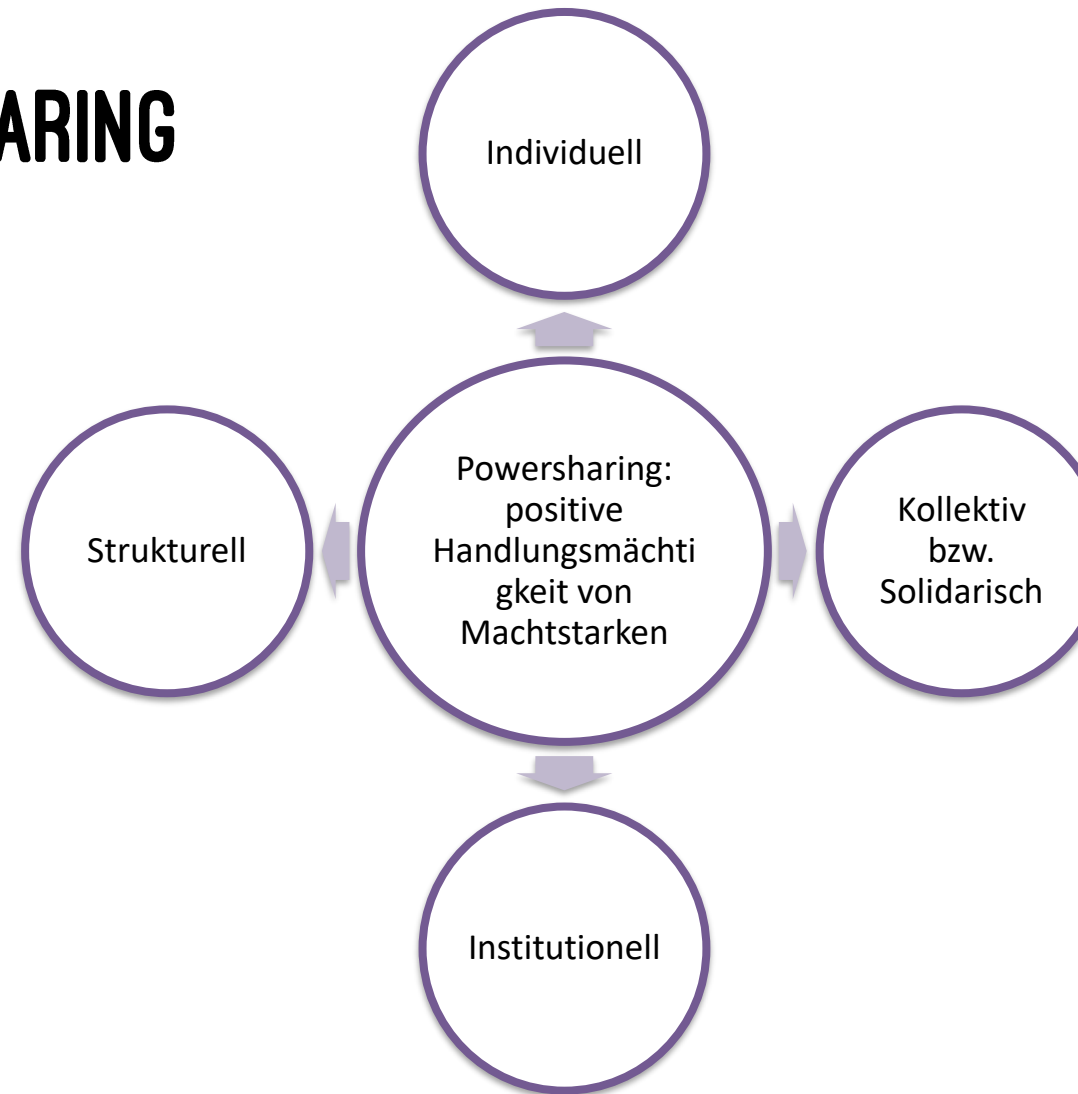 ARING
Individuell
Strukturell
Powersharing:
positive
Handlungsmächti
gkeit von
Machtstarken
Kollektiv
bzw.
Solidarisch
Institutionell